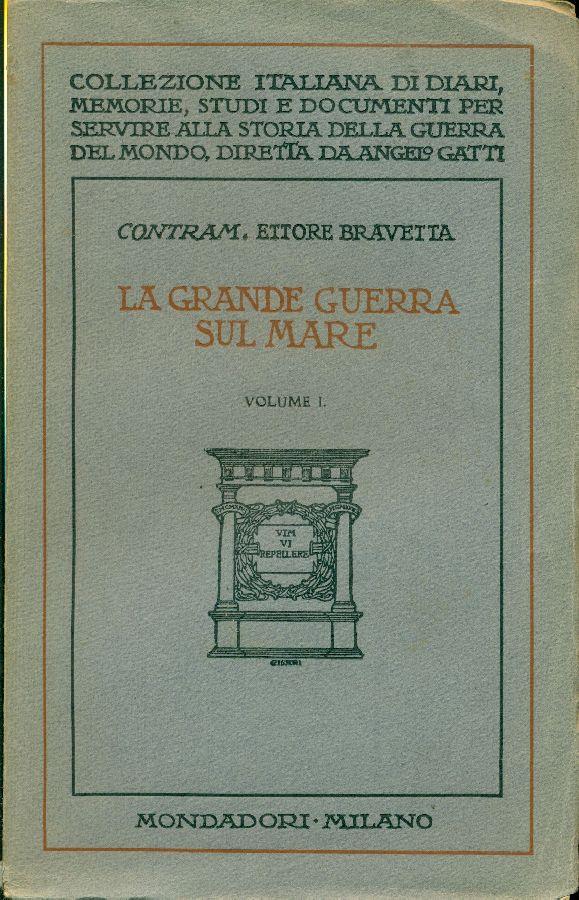 COLLEZIONE ITALIANA DI DIARI,
MEMORIE, STUDI E DOCUMENTI PER
SERVIRE ALLA STORIA DELLA GUERRA
DEL MONDO, DIRETTA DA ANGELO GATTI
CONTRAM. ETTORE BRAVETTA
LA GRANDE GUERRA
SUL MARE
VOLUME I.
VIM
VI
REPELLERE
MONDADORI · MILANO